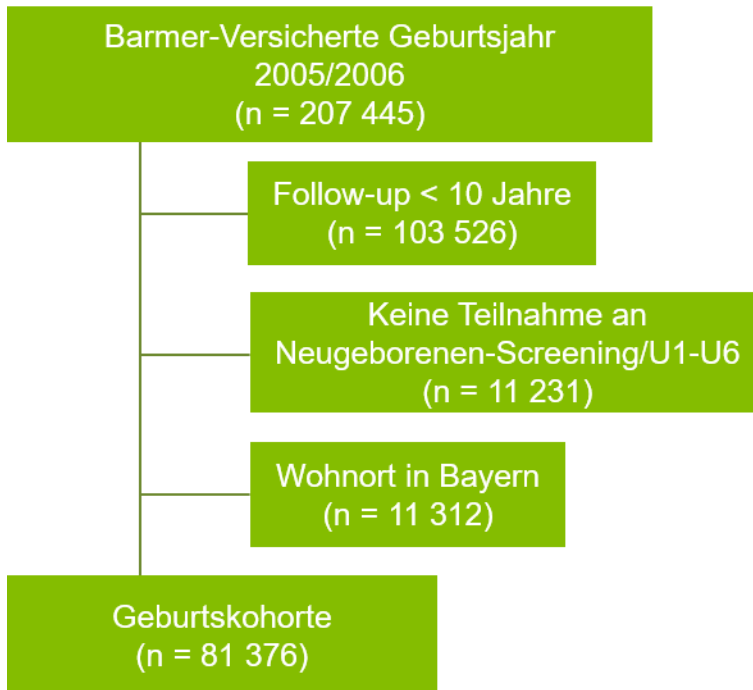 Barmer-Versicherte Geburtsjahr
2005/2006
(n = 207 445)
Follow-up < 10 Jahre
(n = 103 526)
Keine Teilnahme an
Neugeborenen-Screening/U1-U6
(n = 11 231)
Wohnort in Bayern
(n = 11 312)
Geburtskohorte
(n = 81 376)